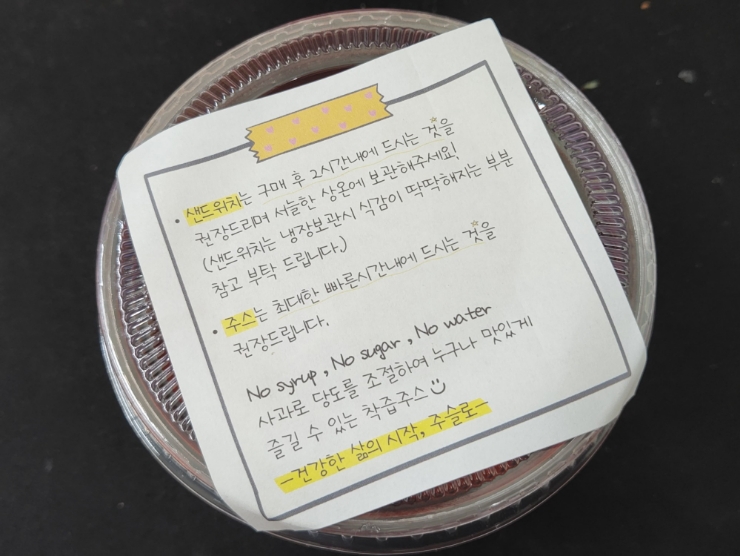 • 샌드위치는 구매 후 2시간내에 드시는 것을
권장드리며 서늘한 상온에 보관해주세요!
(샌드위치는 냉장보관시 식감이 딱딱해지는 부분
참고 부탁 드립니다.)
• 주스는 최대한 빠른시간내에 드시는 것을
권장드립니다.
No syrup, No sugar, No water
사과로 당도를 조절하여 누구나 맛있게
즐길 수 있는 착즙주스
-건강한 삶의 시작, 주슬로-